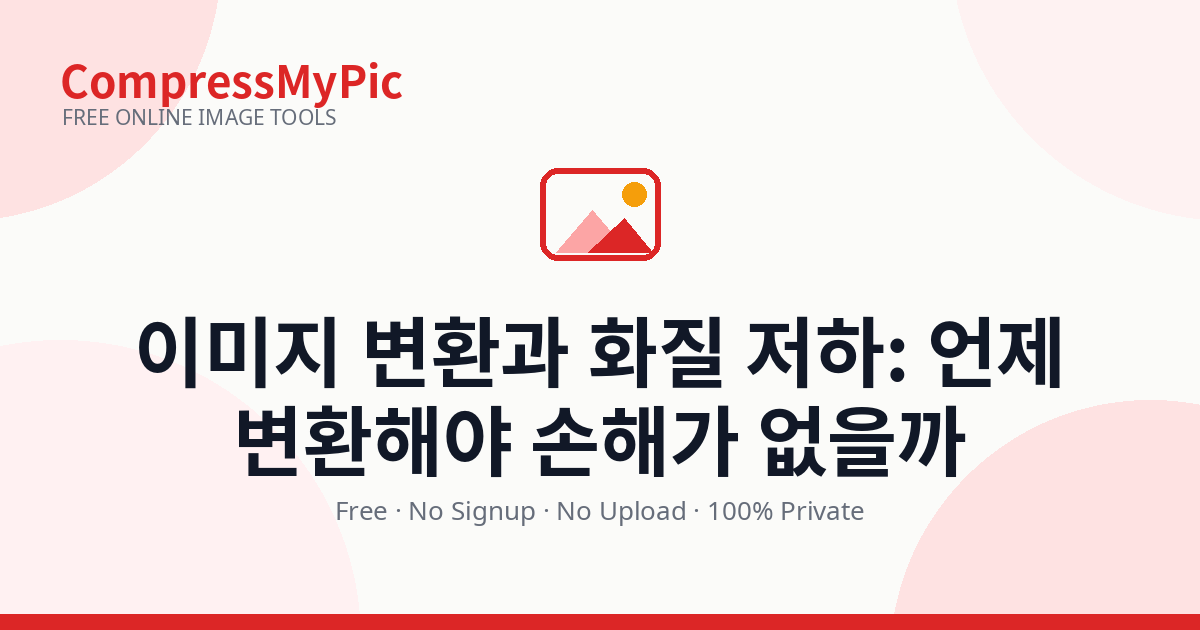 CompressMyPic
FREE ONLINE IMAGE TOOLS
이미지 변환과 화질 저하: 언제
변환해야 손해가 없을까
Free · No Signup · No Upload · 100% Private